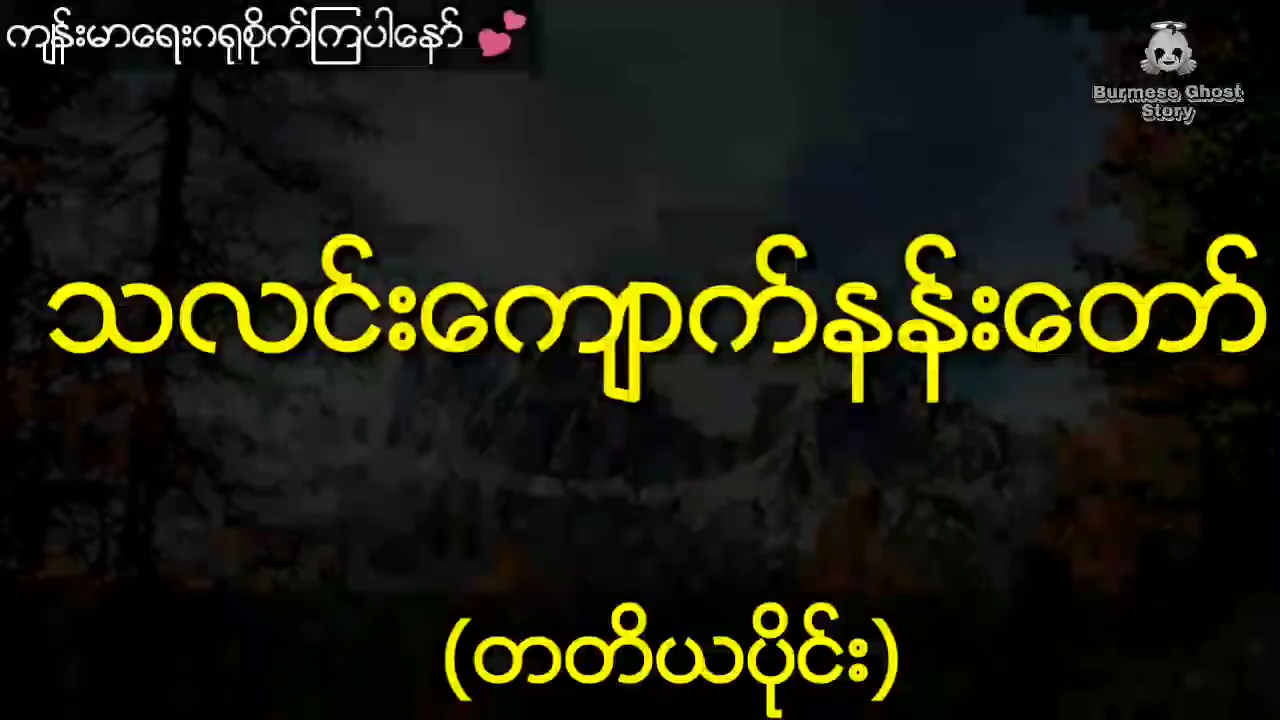 ကျန်းမာရေးဂရုစိုက်ကြပါနော် 💕
Burmese Ghost
Story
သလင်းကျောက်နန်းတော်
(တတိယပိုင်း)